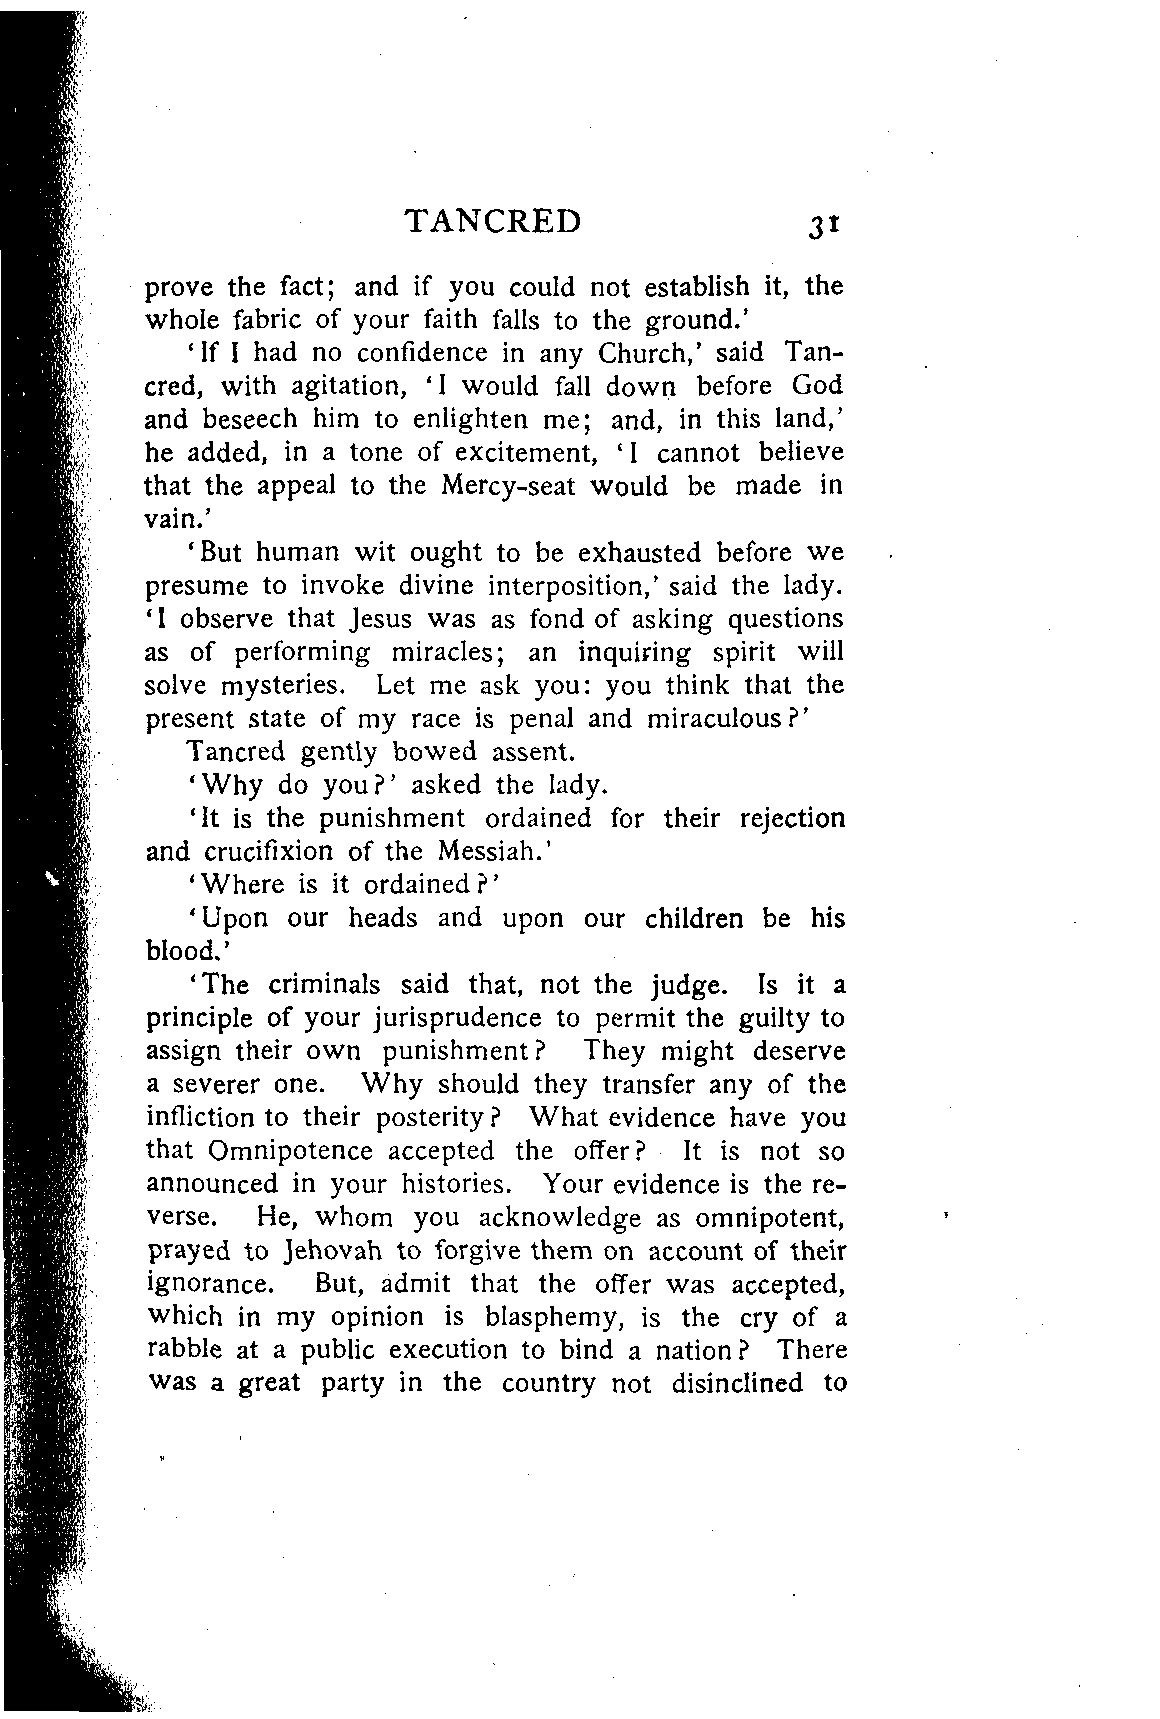 TANCRED 31
prove the fact; and if you could not establish it, the
whole fabric of your faith falls to the ground.'
'If I had no confidence in any Church,' said Tan-
cred, with agitation, 'I would fall down before God
and beseech him to enlighten me; and, in this land,'
he added, in a tone of excitement, 'I cannot believe
that the appeal to the Mercy-seat would be made in
vain.'
'But human wit ought to be exhausted before we
presume to invoke divine interposition,' said the lady.
'I observe that Jesus was as fond of asking questions
as of performing miracles; an inquiring spirit will
solve mysteries. Let me ask you: you think that the
present state of my race is penal and miraculous?'
Tancred gently bowed assent.
'Why do you?' asked the lady.
'It is the punishment ordained for their rejection
and crucifixion of the Messiah.'
'Where is it ordained?'
'Upon our heads and upon our children be his
blood.'
'The criminals said that, not the judge. Is it a
principle of your jurisprudence to permit the guilty to
assign their own punishment? They might deserve
a severer one. Why should they transfer any of the
infliction to their posterity? What evidence have you
that Omnipotence accepted the offer? It is not so
announced in your histories. Your evidence is the re-
verse. He, whom you acknowledge as omnipotent,
prayed to Jehovah to forgive them on account of their
ignorance. But, admit that the offer was accepted,
which in my opinion is blasphemy, is the cry of a
rabble at a public execution to bind a nation? There
was a great party in the country not disinclined to